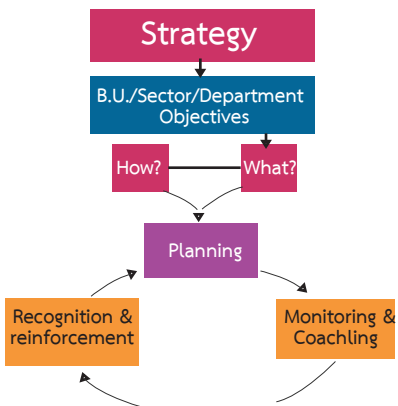 Strategy
B.U./Sector/Department
Objectives
How?
What?
Planning
Recognition &
reinforcement
Monitoring &
Coachling